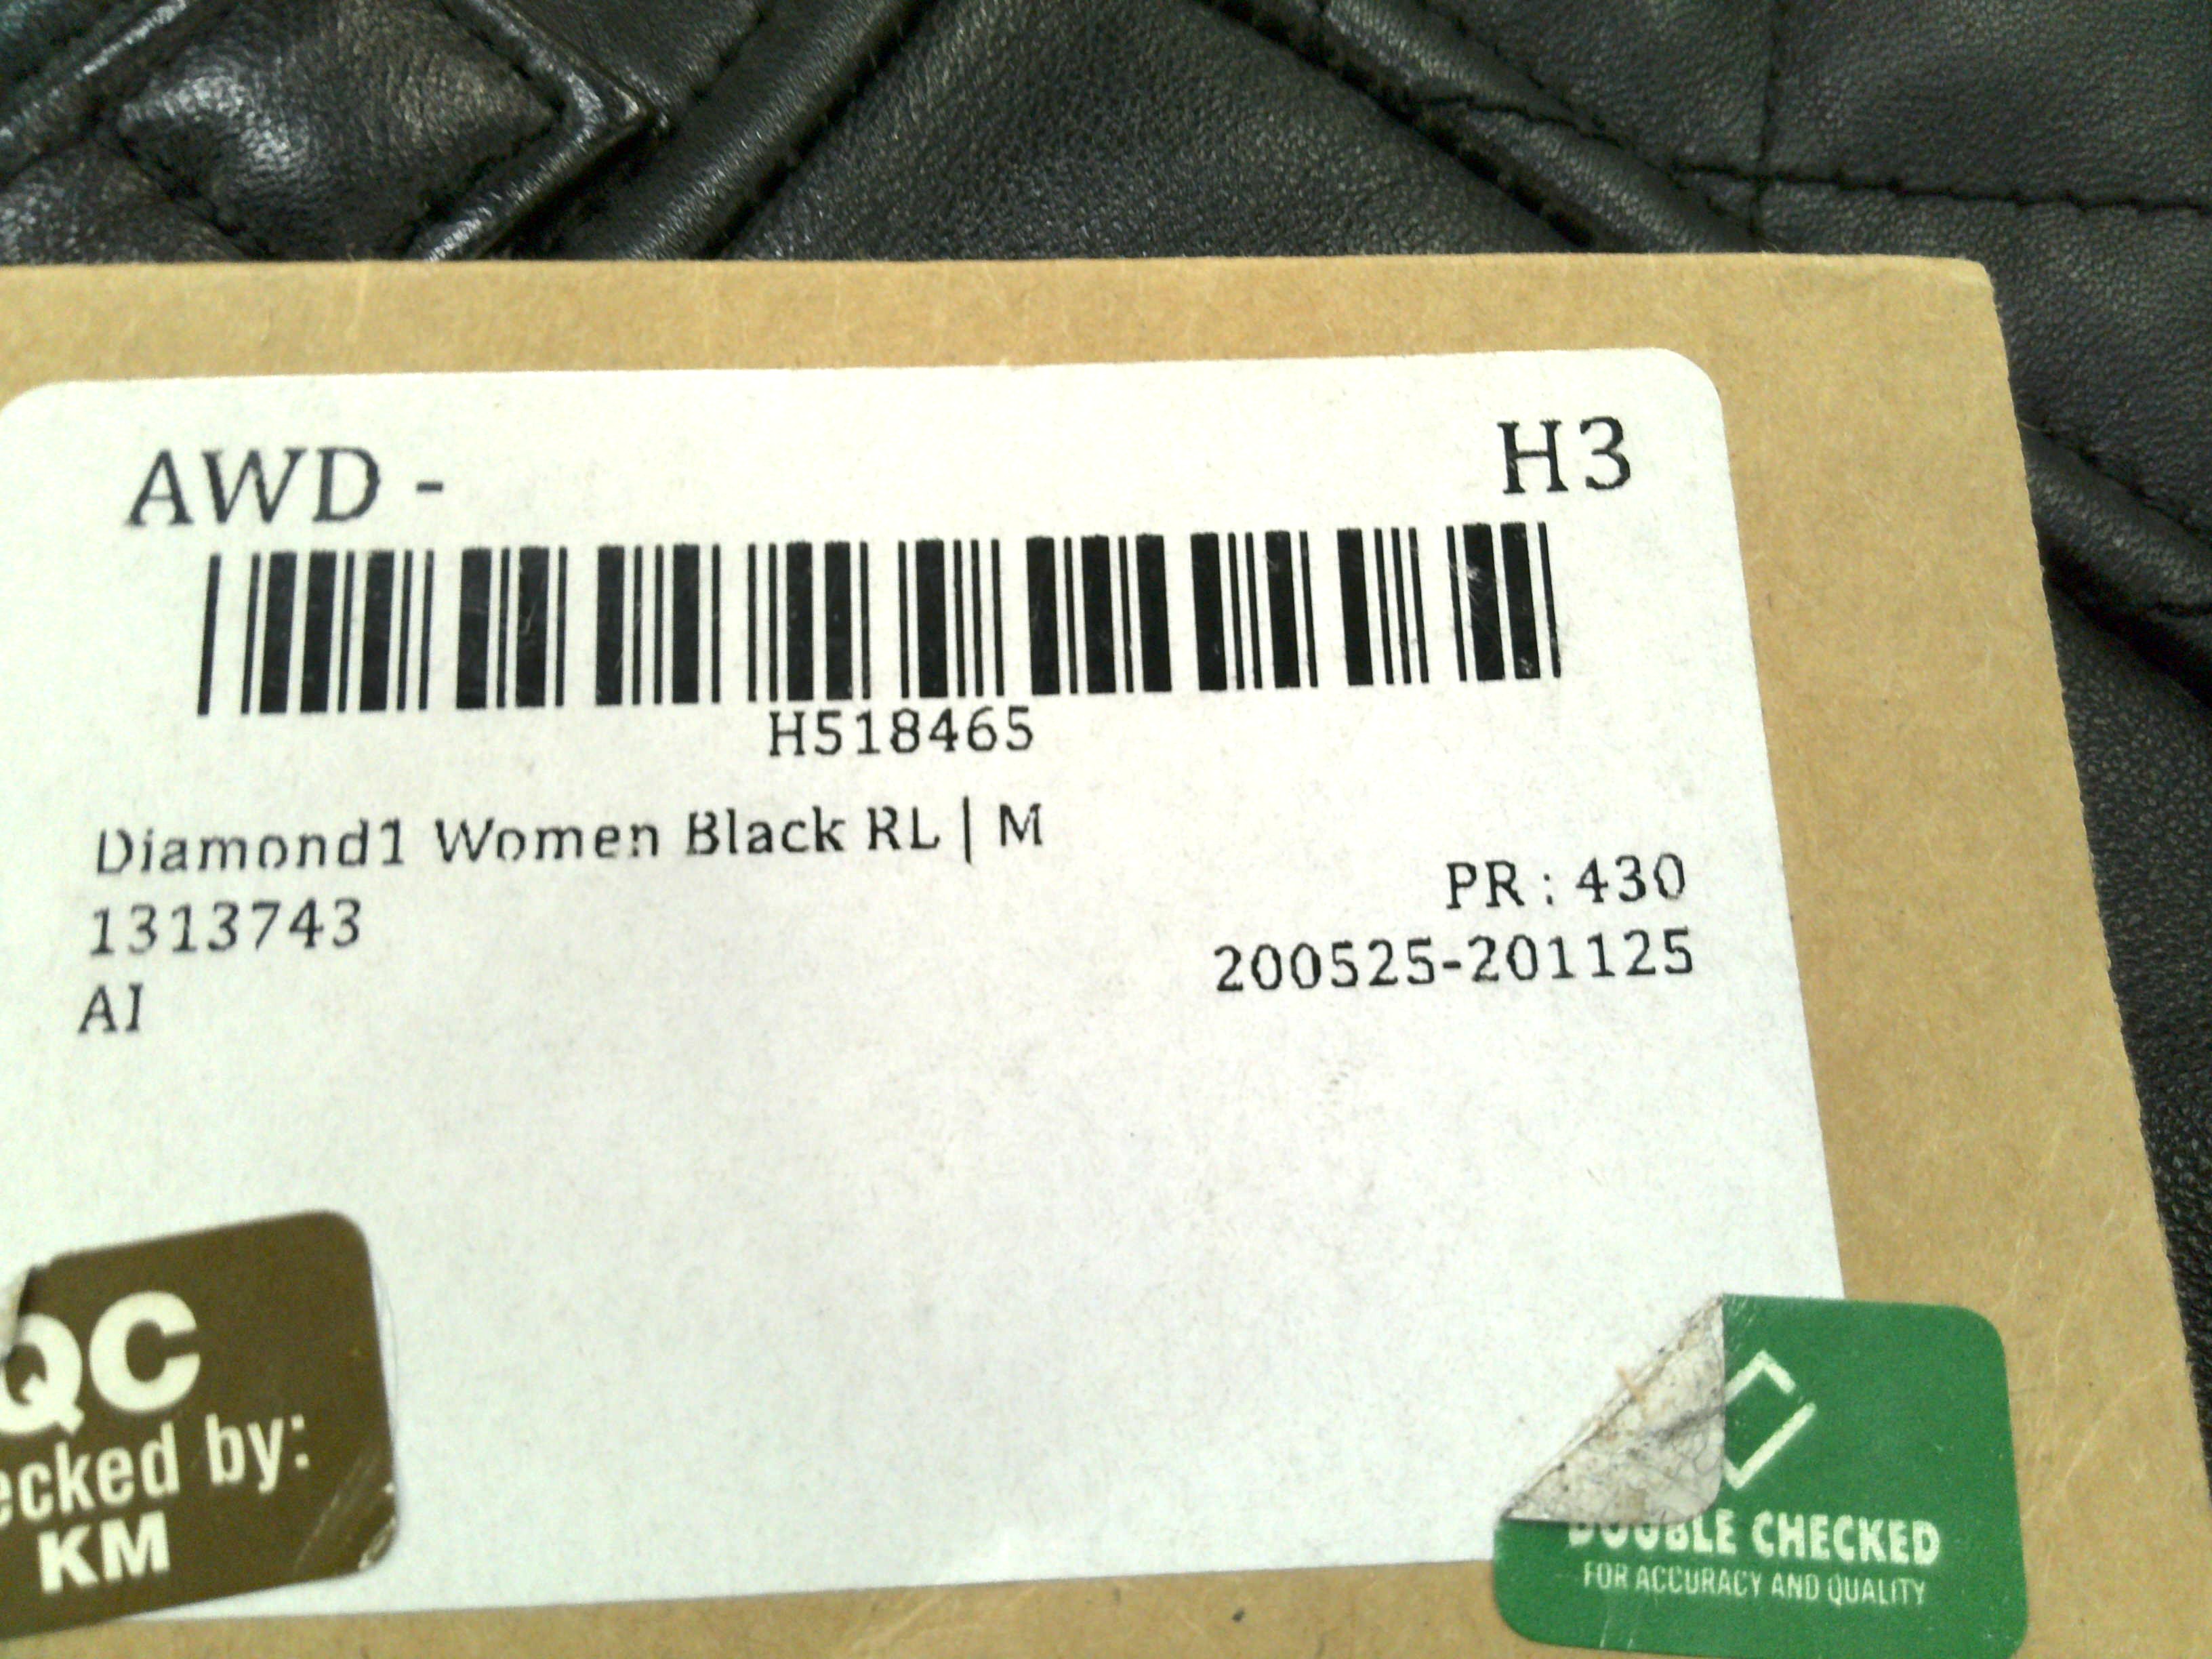 AWD - H3
H518465
Diamond1 Women Black RL | M
1313743 PR : 430
AI 200525-201125
QC
ecked by:
KM
DOUBLE CHECKED
FOR ACCURACY AND QUALITY